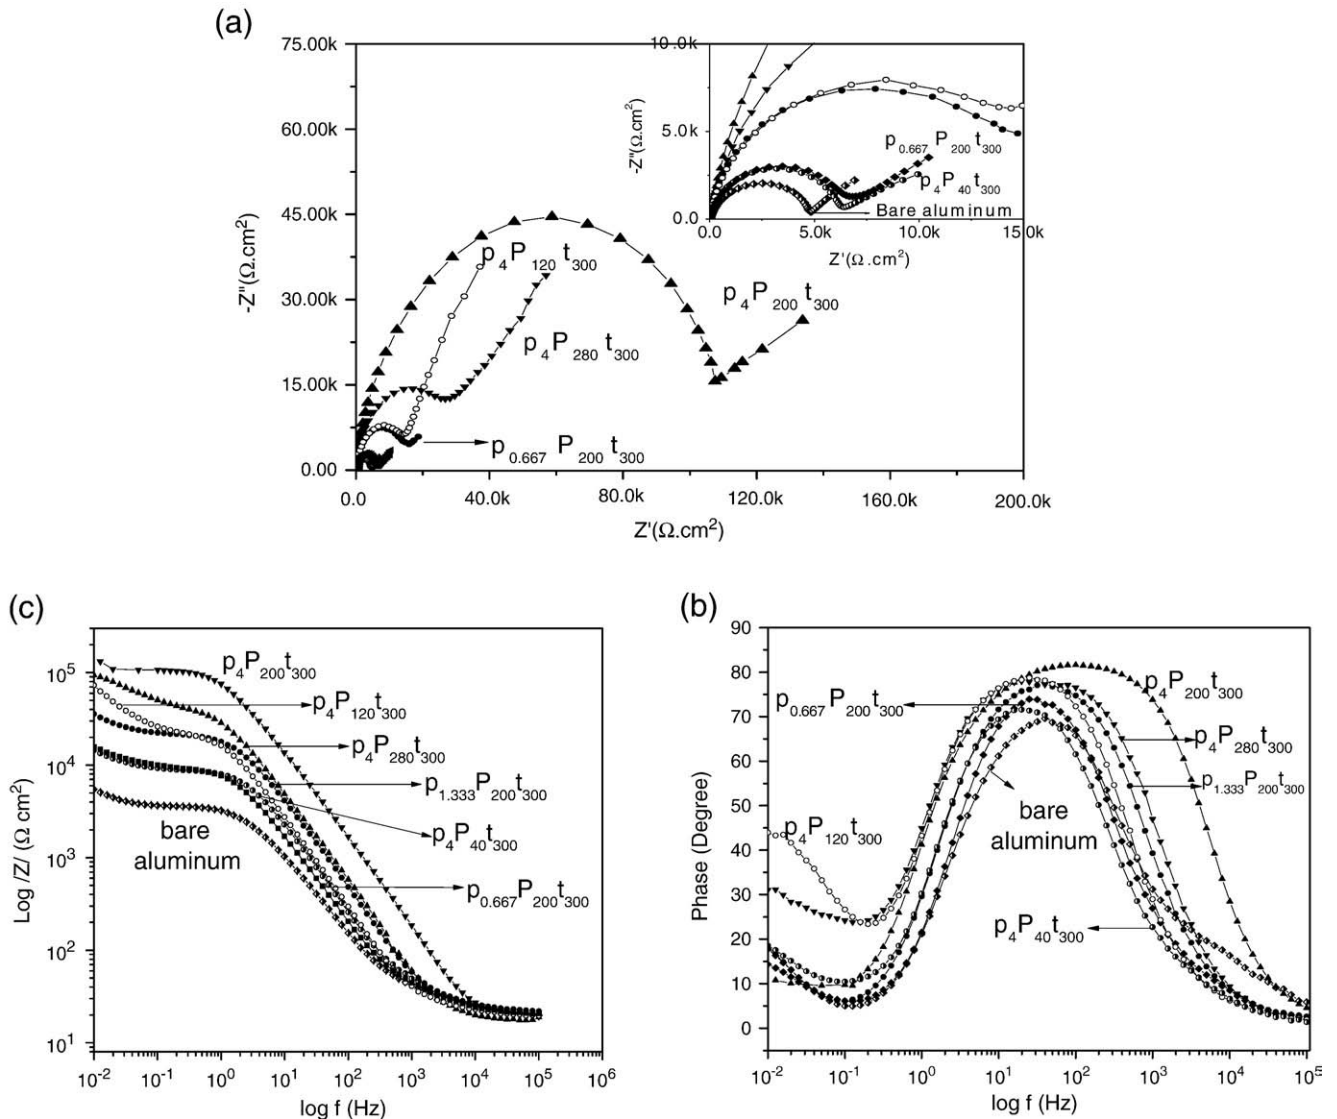 (a)
75.00k
60.00k
45.00k
30.00k
15.00k
0.00
-Z"(Ω.cm²)
0.0
40.0k
80.0k
120.0k
160.0k
200.0k
Z'(Ω.cm²)
p₄P₁₂₀t₃₀₀
p₄P₂₈₀t₃₀₀
p₄P₂₀₀t₃₀₀
p₀.₆₆₇ P₂₀₀ t₃₀₀
10.0k
5.0k
0.0
-Z"(Ω.cm²)
p₀.₆₆₇ P₂₀₀ t₃₀₀
p₄P₄₀t₃₀₀
Bare aluminum
0.0
5.0k
10.0k
15.0k
Z'(Ω.cm²)
(c)
10⁵
10⁴
10³
10²
10¹
Log /Z/ (Ω cm²)
p₄P₂₀₀t₃₀₀
p₄P₁₂₀t₃₀₀
p₄P₂₈₀t₃₀₀
p₁.₃₃₃P₂₀₀t₃₀₀
p₄P₄₀t₃₀₀
p₀.₆₆₇P₂₀₀t₃₀₀
bare
aluminum
10⁻²
10⁻¹
10⁰
10¹
10²
10³
10⁴
10⁵
10⁶
log f (Hz)
(b)
90
80
70
60
50
40
30
20
10
0
Phase (Degree)
p₀.₆₆₇P₂₀₀t₃₀₀
p₄P₂₀₀t₃₀₀
p₄P₂₈₀t₃₀₀
p₁.₃₃₃P₂₀₀t₃₀₀
bare
aluminum
p₄P₁₂₀t₃₀₀
p₄P₄₀t₃₀₀
10⁻²
10⁻¹
10⁰
10¹
10²
10³
10⁴
10⁵
log f (Hz)